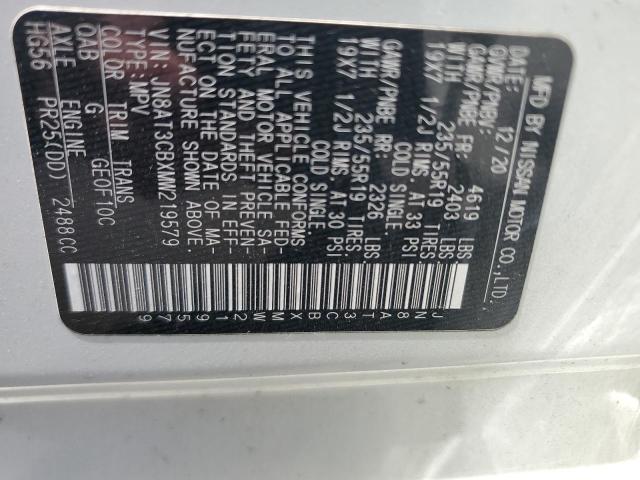 MFD BY NISSAN MOTOR CO.,LTD.
12/20
GVWR/PNBV: 4619 LBS
GAWR/PNBE FR: 2403 LBS
WITH 235/55R19 TIRES
19X7 1/2J RIMS, AT 33 PSI
COLD SINGLE
GAWR/PNBE RR: 2326 LBS
WITH 235/55R19 TIRES
19X7 1/2J RIMS, AT 30 PSI
COLD SINGLE
THIS VEHICLE CONFORMS
TO ALL APPLICABLE FED-
ERAL MOTOR VEHICLE SA-
FETY AND THEFT PREVEN-
TION STANDARDS IN EFF-
ECT ON THE DATE OF MA-
NUFACTURE SHOWN ABOVE.
VIN: JN8AT3CBXMW219579
TYPE: MPV
COLOR TRIM TRANS
QAB G GE0F10C
AXLE ENGINE
HG56 PR25(DD) 2488CC
JN8AT3CBXMW219579